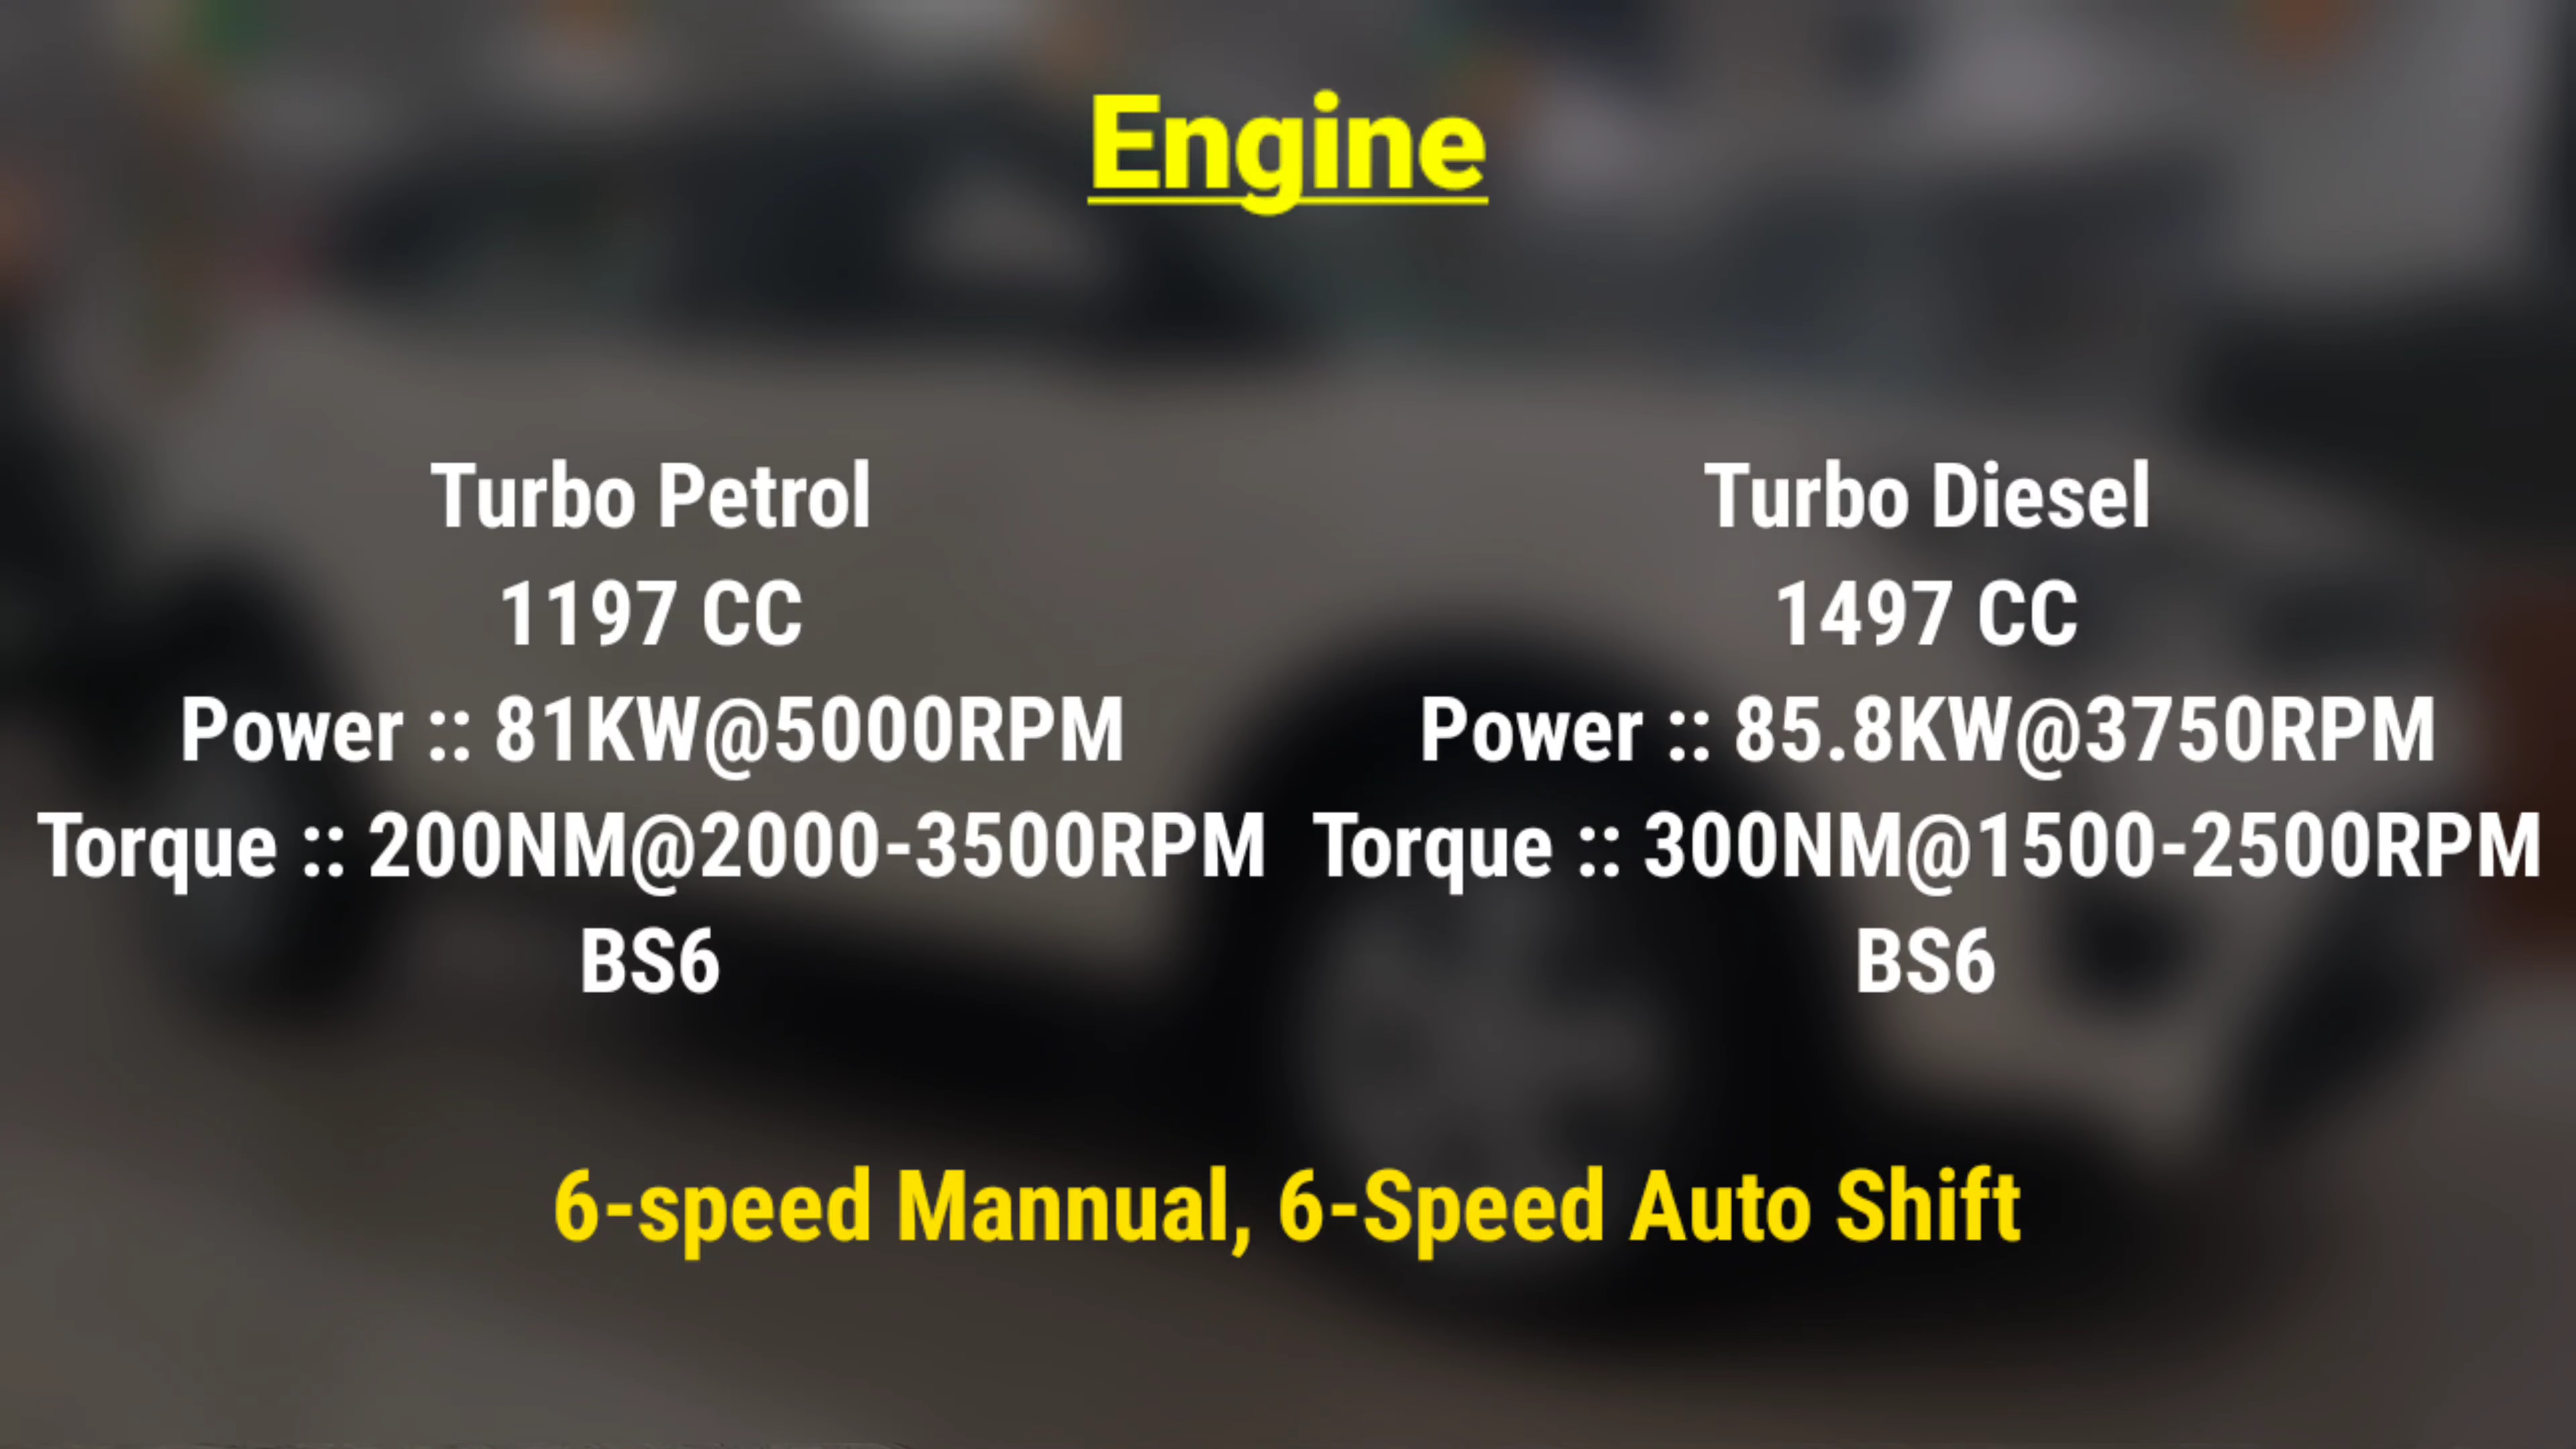 Engine
Turbo Petrol
1197 CC
Power :: 81KW@5000RPM
Torque :: 200NM@2000-3500RPM
BS6
Turbo Diesel
1497 CC
Power :: 85.8KW@3750RPM
Torque :: 300NM@1500-2500RPM
BS6
6-speed Mannual, 6-Speed Auto Shift